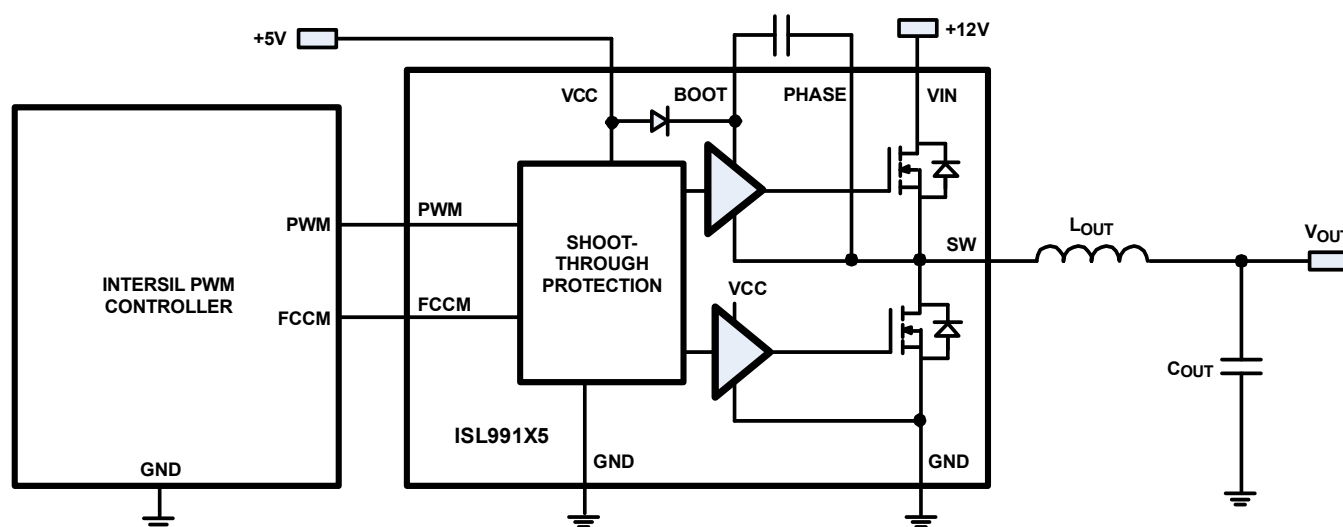 +5V
+12V
VCC
BOOT
PHASE
VIN
PWM
PWM
SHOOT-
THROUGH
PROTECTION
SW
LOUT
VOUT
INTERSIL PWM
CONTROLLER
VCC
FCCM
FCCM
COUT
ISL991X5
GND
GND
GND